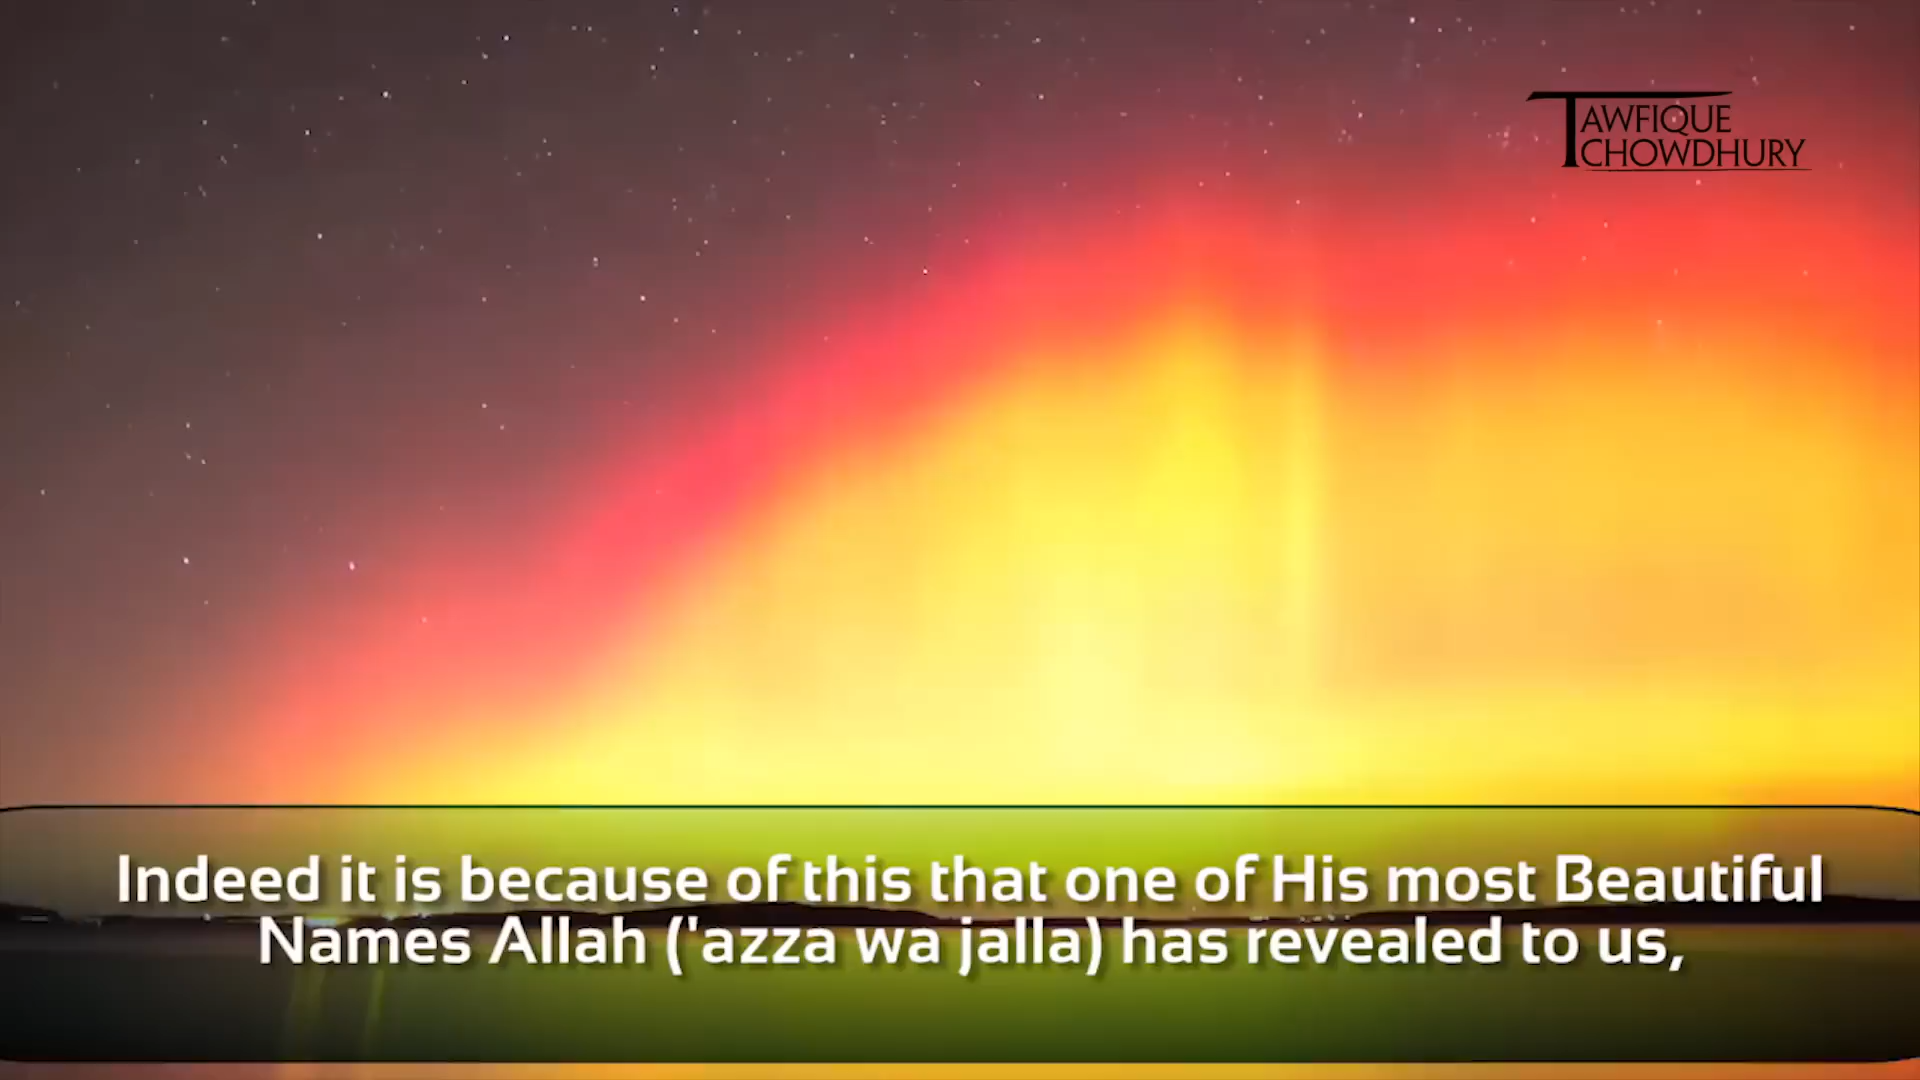 TAWFIQUE
CHOWDHURY
Indeed it is because of this that one of His most Beautiful
Names Allah ('azza wa jalla) has revealed to us,